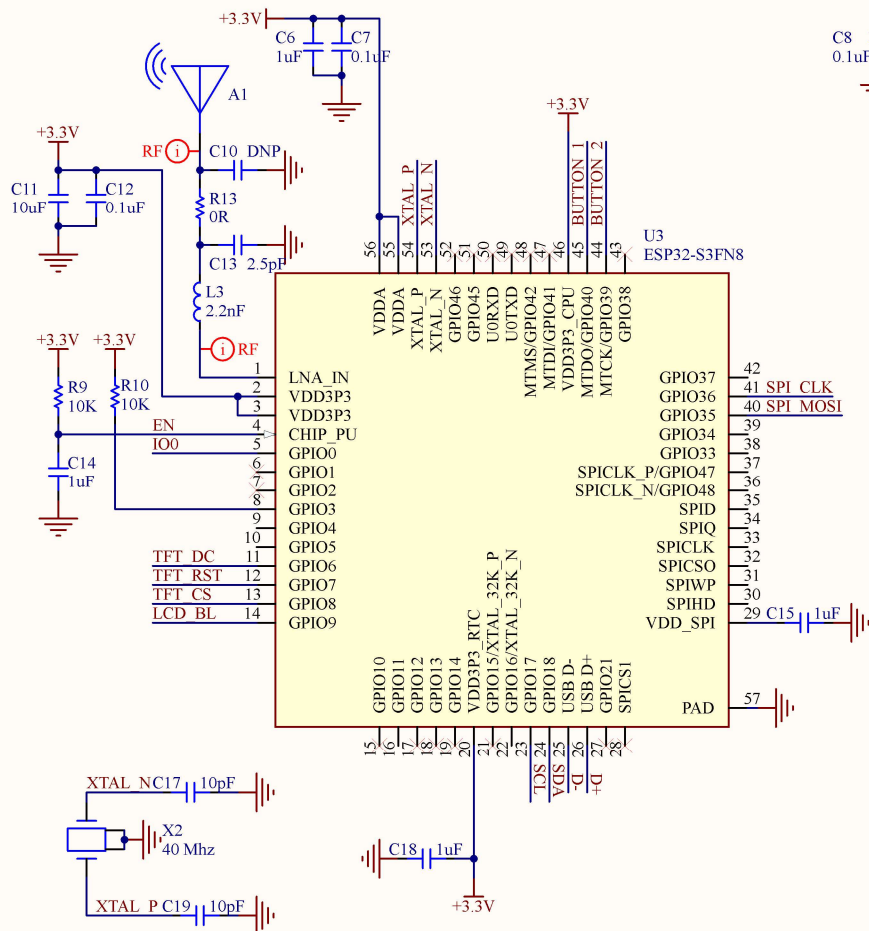 +3.3V
C6
1uF
C7
0.1uF
C8
0.1uF
A1
+3.3V
RF
i
C10 DNP
C11
10uF
C12
0.1uF
R13
0R
C13 2.5pF
L3
2.2nF
i
RF
+3.3V
BUTTON_1
BUTTON_2
XTAL_P
XTAL_N
56
55
54
53
52
51
50
49
48
47
46
45
44
43
U3
ESP32-S3FN8
VDDA
VDDA
XTAL_P
XTAL_N
GPIO46
GPIO45
U0RXD
U0TXD
MTMS/GPIO42
MTDI/GPIO41
VDD3P3_CPU
MTDO/GPIO40
MTCK/GPIO39
GPIO38
+3.3V
+3.3V
R9
10K
R10
10K
C14
1uF
EN
IO0
TFT_DC
TFT_RST
TFT_CS
LCD_BL
1 LNA_IN
2 VDD3P3
3 VDD3P3
4 CHIP_PU
5 GPIO0
6 GPIO1
7 GPIO2
8 GPIO3
9 GPIO4
10 GPIO5
11 GPIO6
12 GPIO7
13 GPIO8
14 GPIO9
GPIO37 42
GPIO36 41 SPI_CLK
GPIO35 40 SPI_MOSI
GPIO34 39
GPIO33 38
SPICLK_P/GPIO47 37
SPICLK_N/GPIO48 36
SPID 35
SPIQ 34
SPICLK 33
SPICSO 32
SPIWP 31
SPIHD 30
VDD_SPI 29
C15 1uF
PAD 57
GPIO10
GPIO11
GPIO12
GPIO13
GPIO14
VDD3P3_RTC
GPIO15/XTAL_32K_P
GPIO16/XTAL_32K_N
GPIO17
GPIO18
USB D-
USB D+
GPIO21
SPICS1
15
16
17
18
19
20
21
22
23
24
25
26
27
28
SCL
SDA
D-
D+
XTAL_N C17 10pF
X2
40 Mhz
XTAL_P C19 10pF
C18 1uF
+3.3V